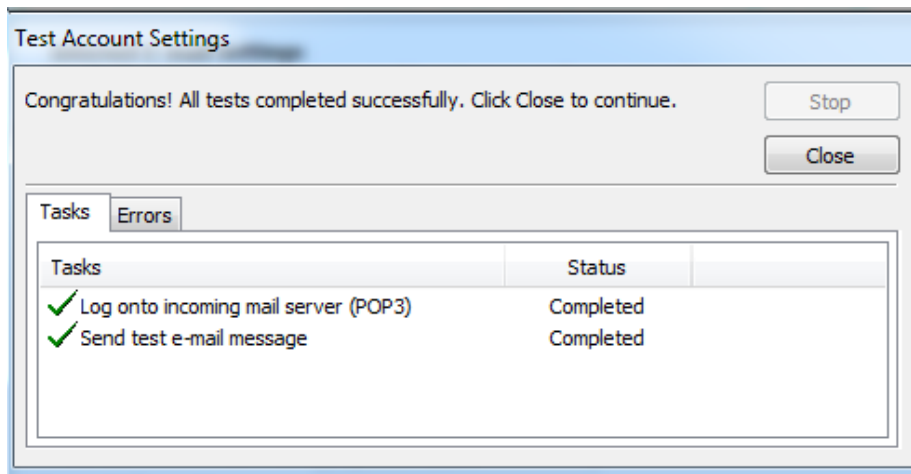 Test Account Settings
Congratulations! All tests completed successfully. Click Close to continue.
Stop
Close
Tasks
Errors
Tasks Status
Log onto incoming mail server (POP3) Completed
Send test e-mail message Completed